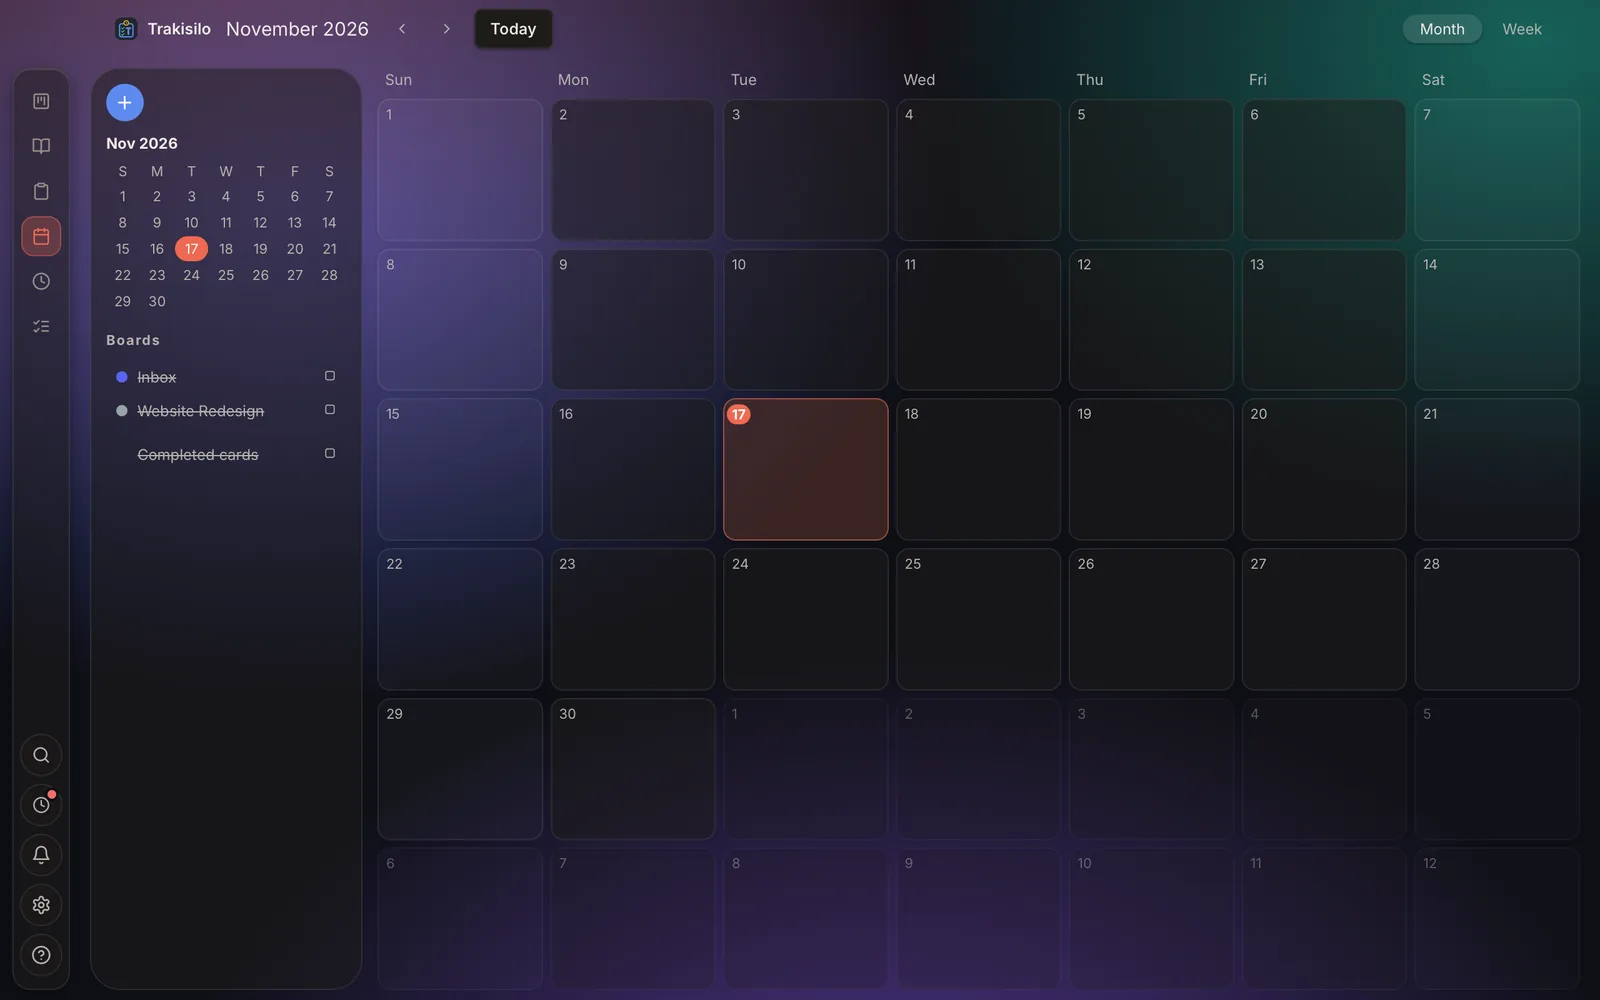 Trakisilo November 2026 Today Month Week
Nov 2026
S M T W T F S
1 2 3 4 5 6 7
8 9 10 11 12 13 14
15 16 17 18 19 20 21
22 23 24 25 26 27 28
29 30
Boards
Inbox
Website Redesign
Completed cards
Sun Mon Tue Wed Thu Fri Sat
1 2 3 4 5 6 7
8 9 10 11 12 13 14
15 16 17 18 19 20 21
22 23 24 25 26 27 28
29 30 1 2 3 4 5
6 7 8 9 10 11 12